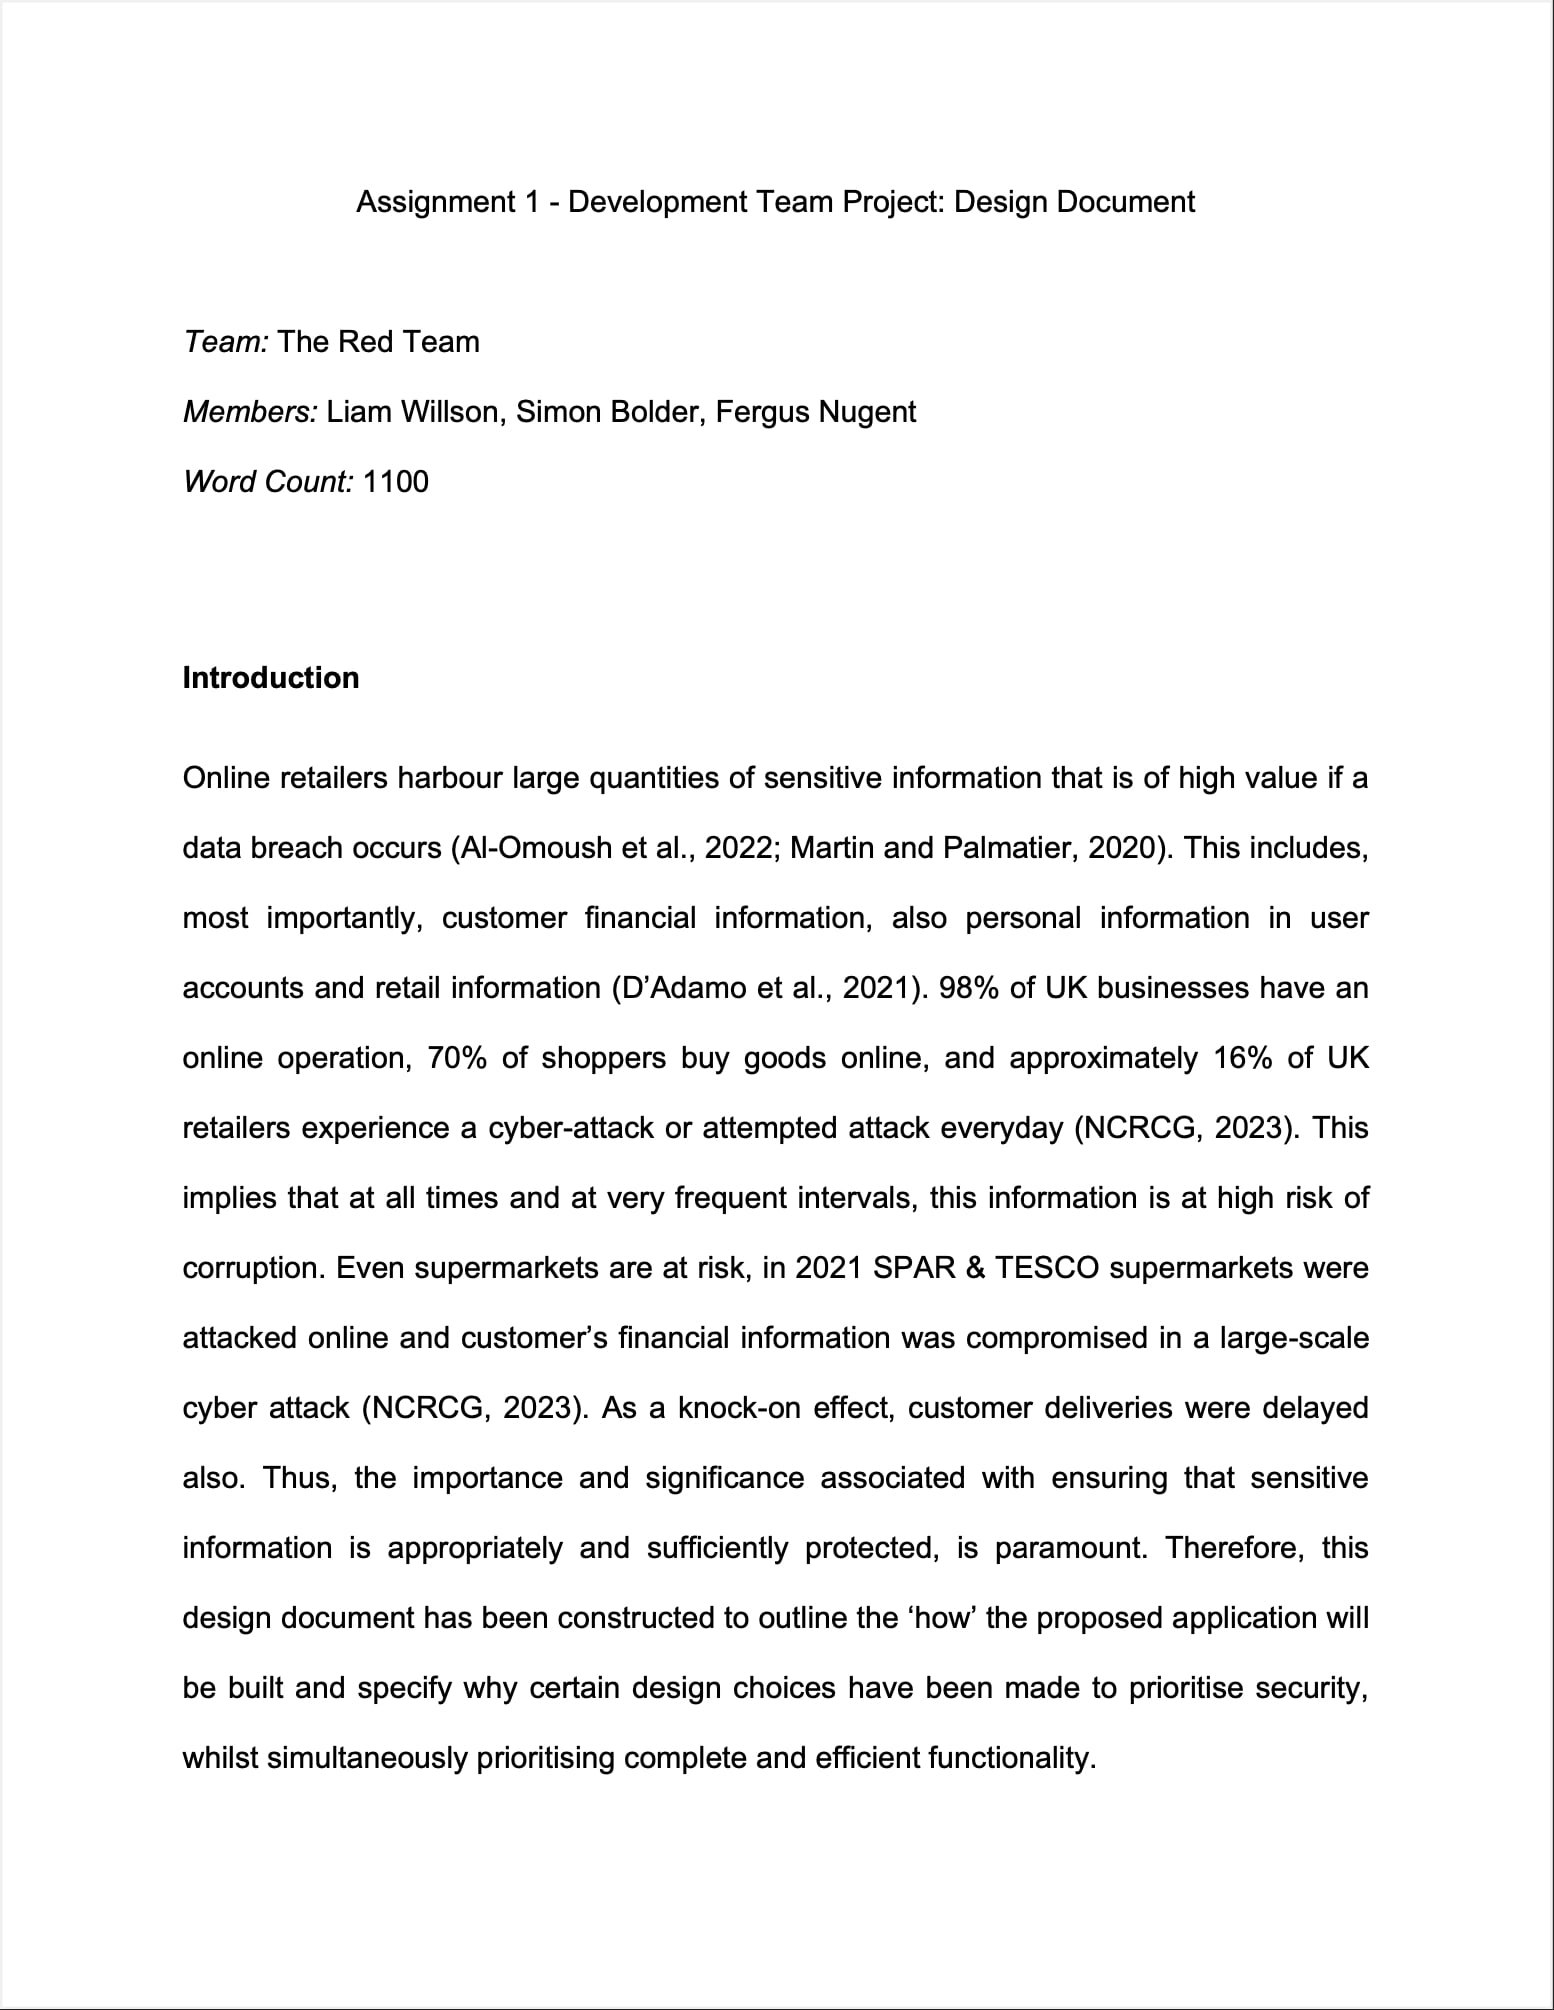 Assignment 1 - Development Team Project: Design Document
Team: The Red Team
Members: Liam Willson, Simon Bolder, Fergus Nugent
Word Count: 1100
Introduction
Online retailers harbour large quantities of sensitive information that is of high value if a
data breach occurs (Al-Omoush et al., 2022; Martin and Palmatier, 2020). This includes,
most importantly, customer financial information, also personal information in user
accounts and retail information (D’Adamo et al., 2021). 98% of UK businesses have an
online operation, 70% of shoppers buy goods online, and approximately 16% of UK
retailers experience a cyber-attack or attempted attack everyday (NCRCG, 2023). This
implies that at all times and at very frequent intervals, this information is at high risk of
corruption. Even supermarkets are at risk, in 2021 SPAR & TESCO supermarkets were
attacked online and customer’s financial information was compromised in a large-scale
cyber attack (NCRCG, 2023). As a knock-on effect, customer deliveries were delayed
also. Thus, the importance and significance associated with ensuring that sensitive
information is appropriately and sufficiently protected, is paramount. Therefore, this
design document has been constructed to outline the ‘how’ the proposed application will
be built and specify why certain design choices have been made to prioritise security,
whilst simultaneously prioritising complete and efficient functionality.